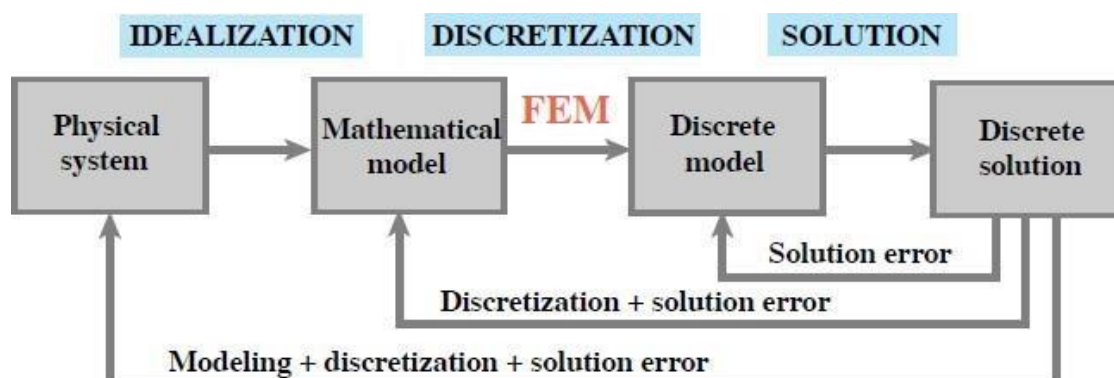 IDEALIZATION DISCRETIZATION SOLUTION
FEM
Physical
system
Mathematical
model
Discrete
model
Discrete
solution
Solution error
Discretization + solution error
Modeling + discretization + solution error